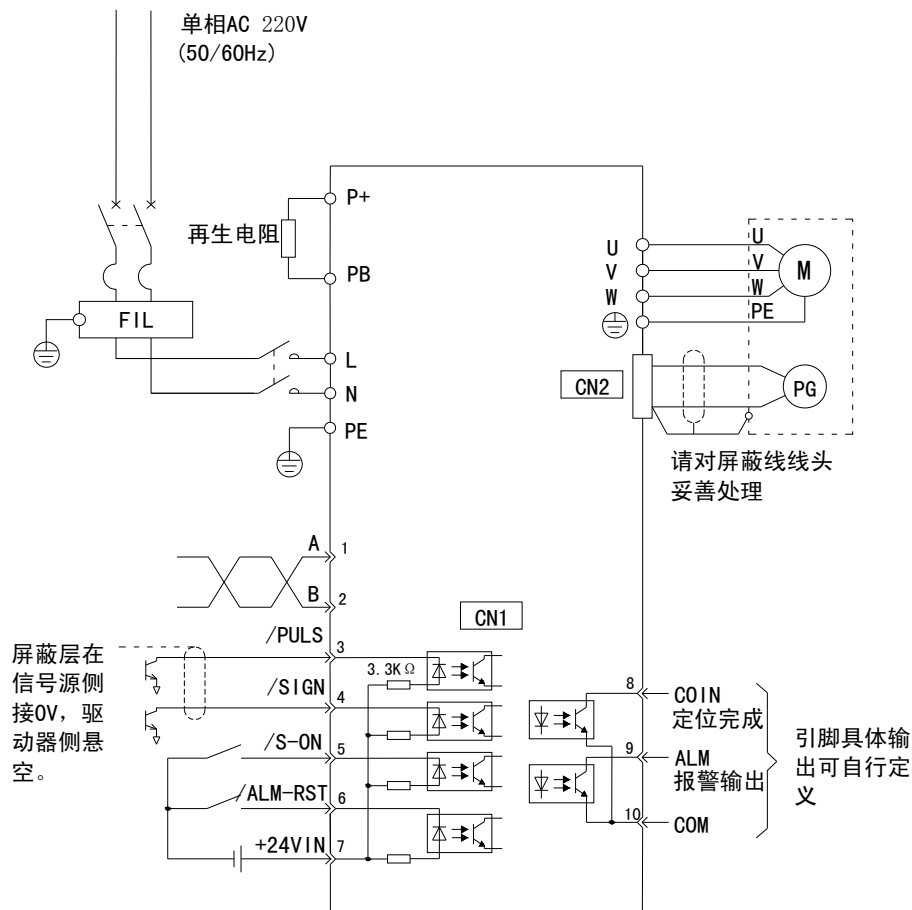 单相AC 220V
(50/60Hz)
P+
再生电阻
PB
FIL
L
N
PE
U
V
W
U
V
W
PE
M
CN2
PG
请对屏蔽线线头
妥善处理
A
1
B
2
CN1
/PULS
3
3.3KΩ
/SIGN
4
/S-ON
5
/ALM-RST
6
+24VIN
7
屏蔽层在
信号源侧
接0V，驱
动器侧悬
空。
8
COIN
定位完成
9
ALM
报警输出
10
COM
引脚具体输
出可自行定
义